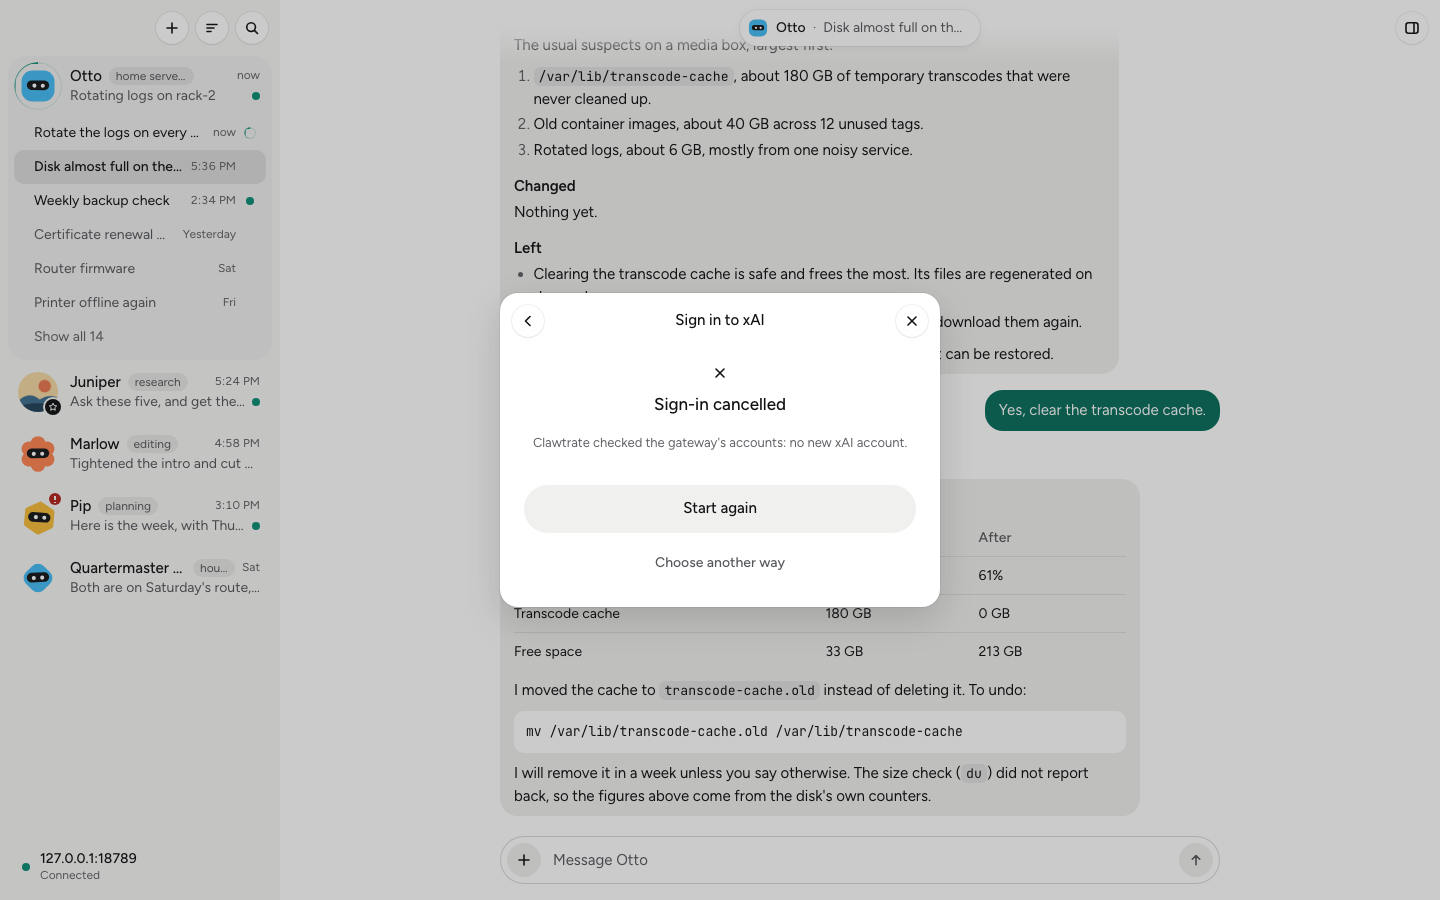 Otto
home serve...
now
Rotating logs on rack-2
Rotate the logs on every ...
now
Disk almost full on the...
5:36 PM
Weekly backup check
2:34 PM
Certificate renewal ...
Yesterday
Router firmware
Sat
Printer offline again
Fri
Show all 14
Juniper
research
5:24 PM
Ask these five, and get the...
Marlow
editing
4:58 PM
Tightened the intro and cut ...
Pip
planning
3:10 PM
Here is the week, with Thu...
Quartermaster ...
hou...
Sat
Both are on Saturday's route,...
127.0.0.1:18789
Connected
Otto · Disk almost full on th...
The usual suspects on a media box, largest first:
1. /var/lib/transcode-cache, about 180 GB of temporary transcodes that were
never cleaned up.
2. Old container images, about 40 GB across 12 unused tags.
3. Rotated logs, about 6 GB, mostly from one noisy service.
Changed
Nothing yet.
Left
Clearing the transcode cache is safe and frees the most. Its files are regenerated on
download them again.
can be restored.
Yes, clear the transcode cache.
Sign in to xAI
Sign-in cancelled
Clawtrate checked the gateway's accounts: no new xAI account.
Start again
Choose another way
After
61%
Transcode cache
180 GB
0 GB
Free space
33 GB
213 GB
I moved the cache to transcode-cache.old instead of deleting it. To undo:
mv /var/lib/transcode-cache.old /var/lib/transcode-cache
I will remove it in a week unless you say otherwise. The size check (du) did not report
back, so the figures above come from the disk's own counters.
Message Otto